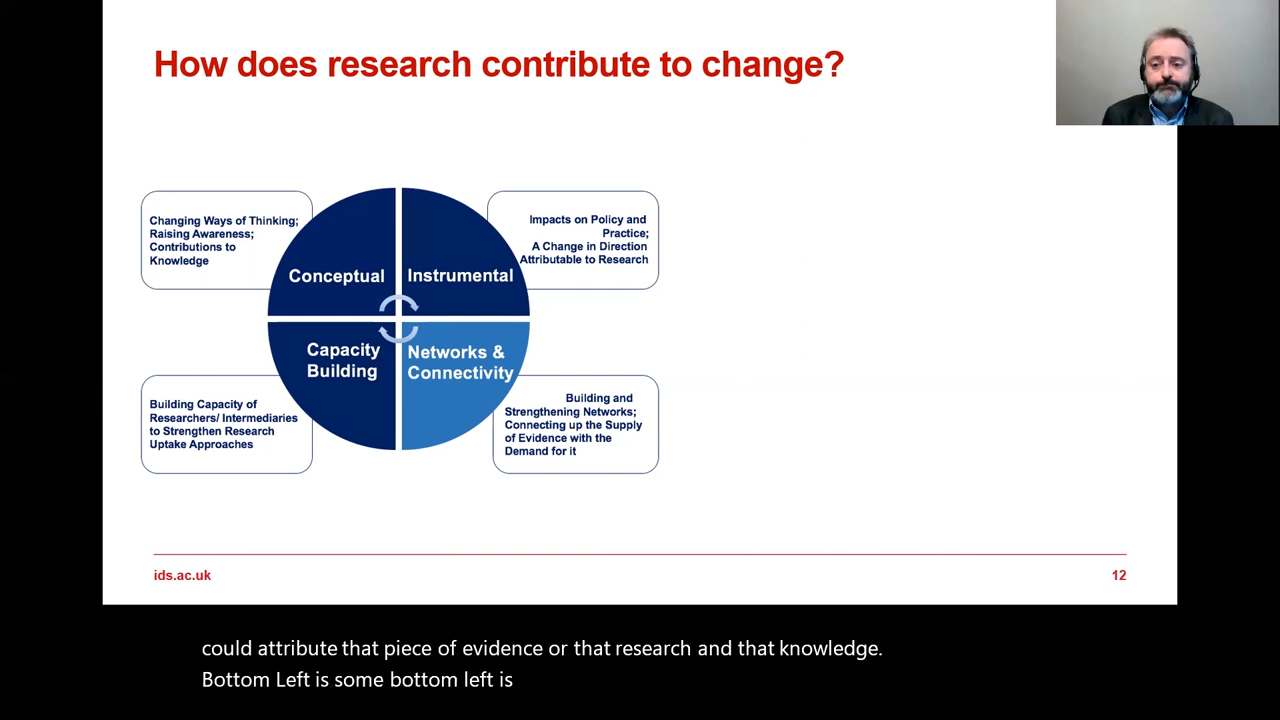 How does research contribute to change?
Changing Ways of Thinking;
Raising Awareness;
Contributions to
Knowledge
Conceptual
Instrumental
Impacts on Policy and
Practice;
A Change in Direction
Attributable to Research
Building Capacity of
Researchers/ Intermediaries
to Strengthen Research
Uptake Approaches
Capacity
Building
Networks &
Connectivity
Building and
Strengthening Networks;
Connecting up the Supply
of Evidence with the
Demand for it
ids.ac.uk
12
could attribute that piece of evidence or that research and that knowledge.
Bottom Left is some bottom left is